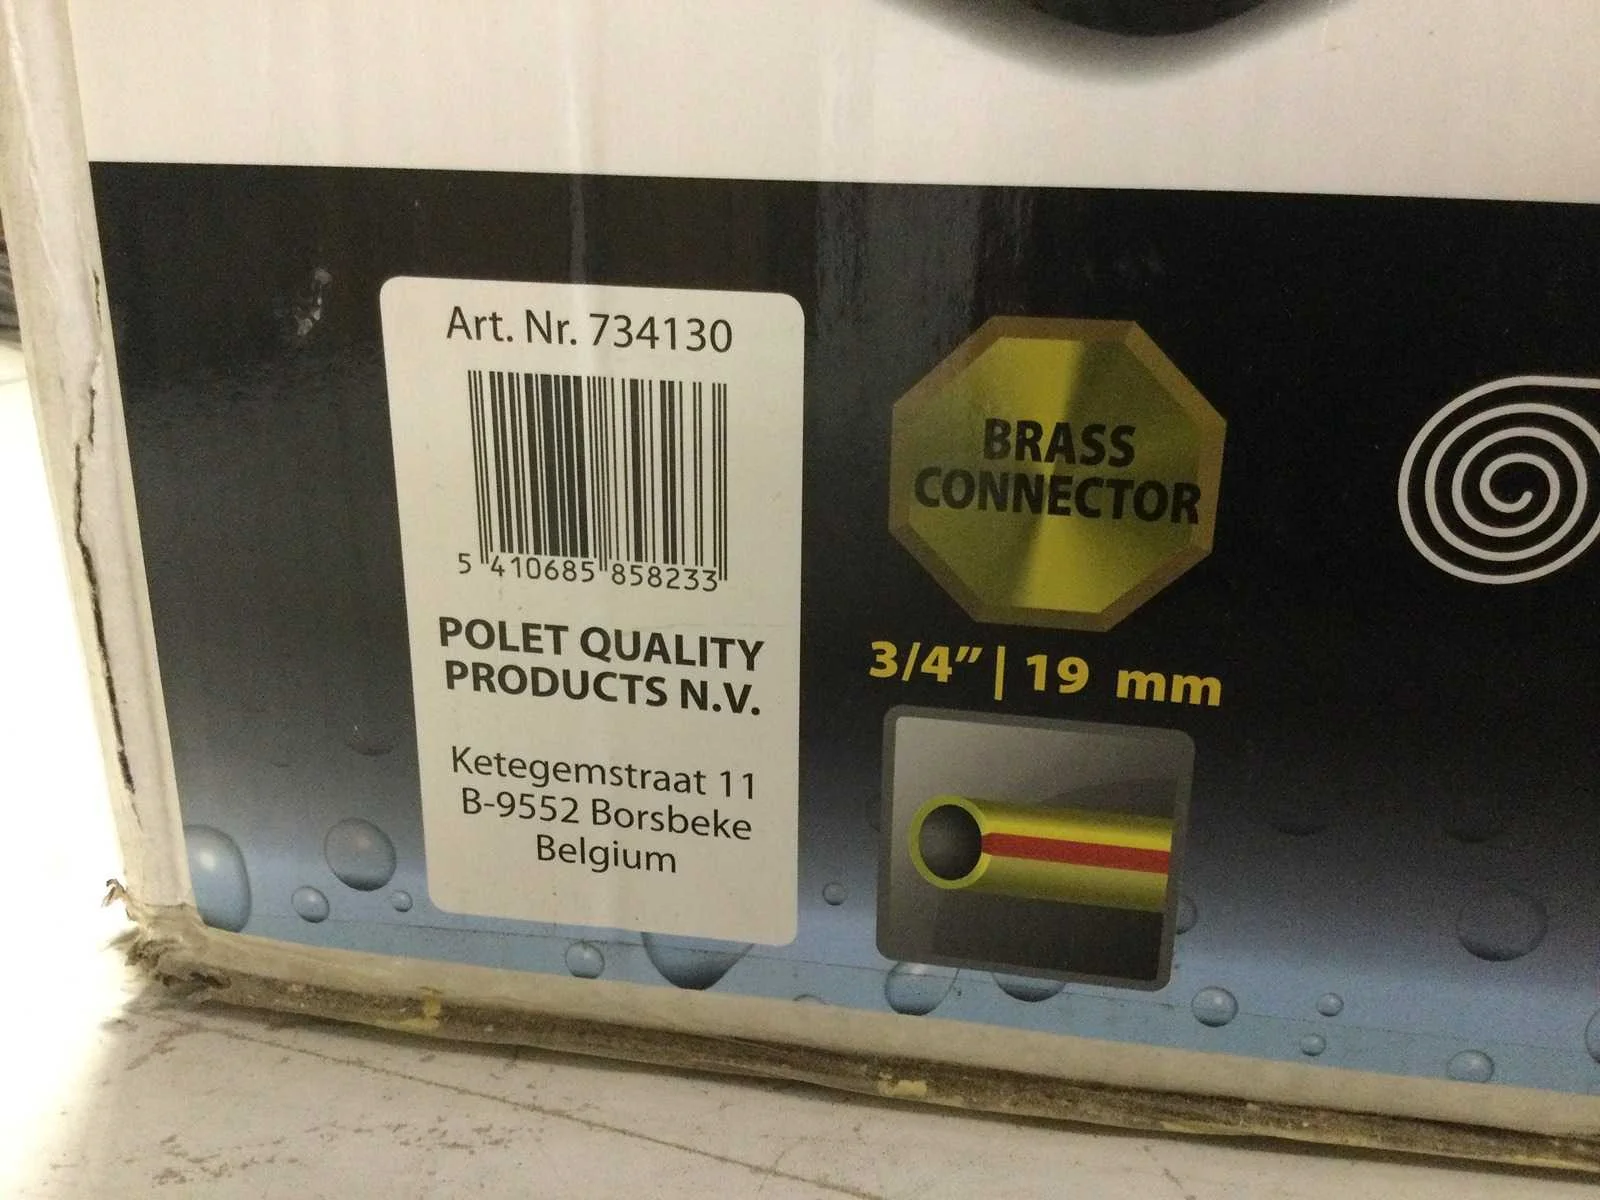 Art. Nr. 734130
5 410685 858233
POLET QUALITY
PRODUCTS N.V.
Ketegemstraat 11
B-9552 Borsbeke
Belgium
BRASS
CONNECTOR
3/4" | 19 mm